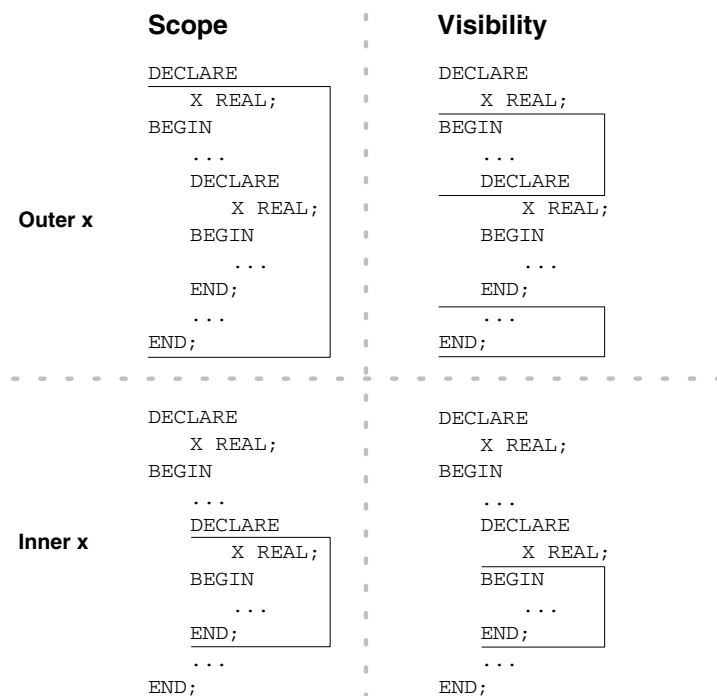 Scope
Visibility
DECLARE
X REAL;
BEGIN
...
DECLARE
X REAL;
BEGIN
...
END;
...
END;
DECLARE
X REAL;
BEGIN
...
DECLARE
X REAL;
BEGIN
...
END;
...
END;
Outer x
DECLARE
X REAL;
BEGIN
...
DECLARE
X REAL;
BEGIN
...
END;
...
END;
DECLARE
X REAL;
BEGIN
...
DECLARE
X REAL;
BEGIN
...
END;
...
END;
Inner x